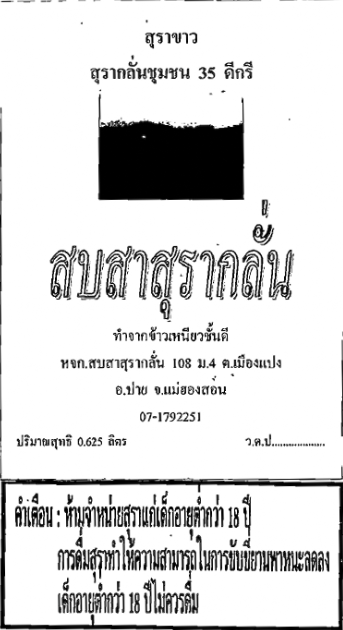 สุราขาว
สุรากลั่นชุมชน 35 ดีกรี
สบสาสุรากลั่น
ทำจากข้าวเหนียวชั้นดี
หจก.สบสาสุรากลั่น 108 ม.4 ต.เมืองแปง
อ.ปาย จ.แม่ฮองสอน
07-1792251
ปริมาณสุทธิ 0.625 ลิตร ว.ด.ป...................
คำเตือน : ห้ามจำหน่ายสุราแก่เด็กอายุต่ำกว่า 18 ปี
การดื่มสุราทำให้ความสามารถในการขับขี่ยานพาหนะลดลง
เด็กอายุต่ำกว่า 18 ปีไม่ควรดื่ม